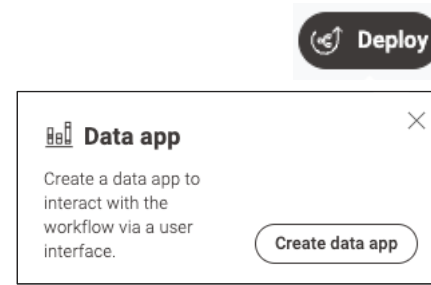 Deploy
Data app
Create a data app to
interact with the
workflow via a user
interface.
Create data app